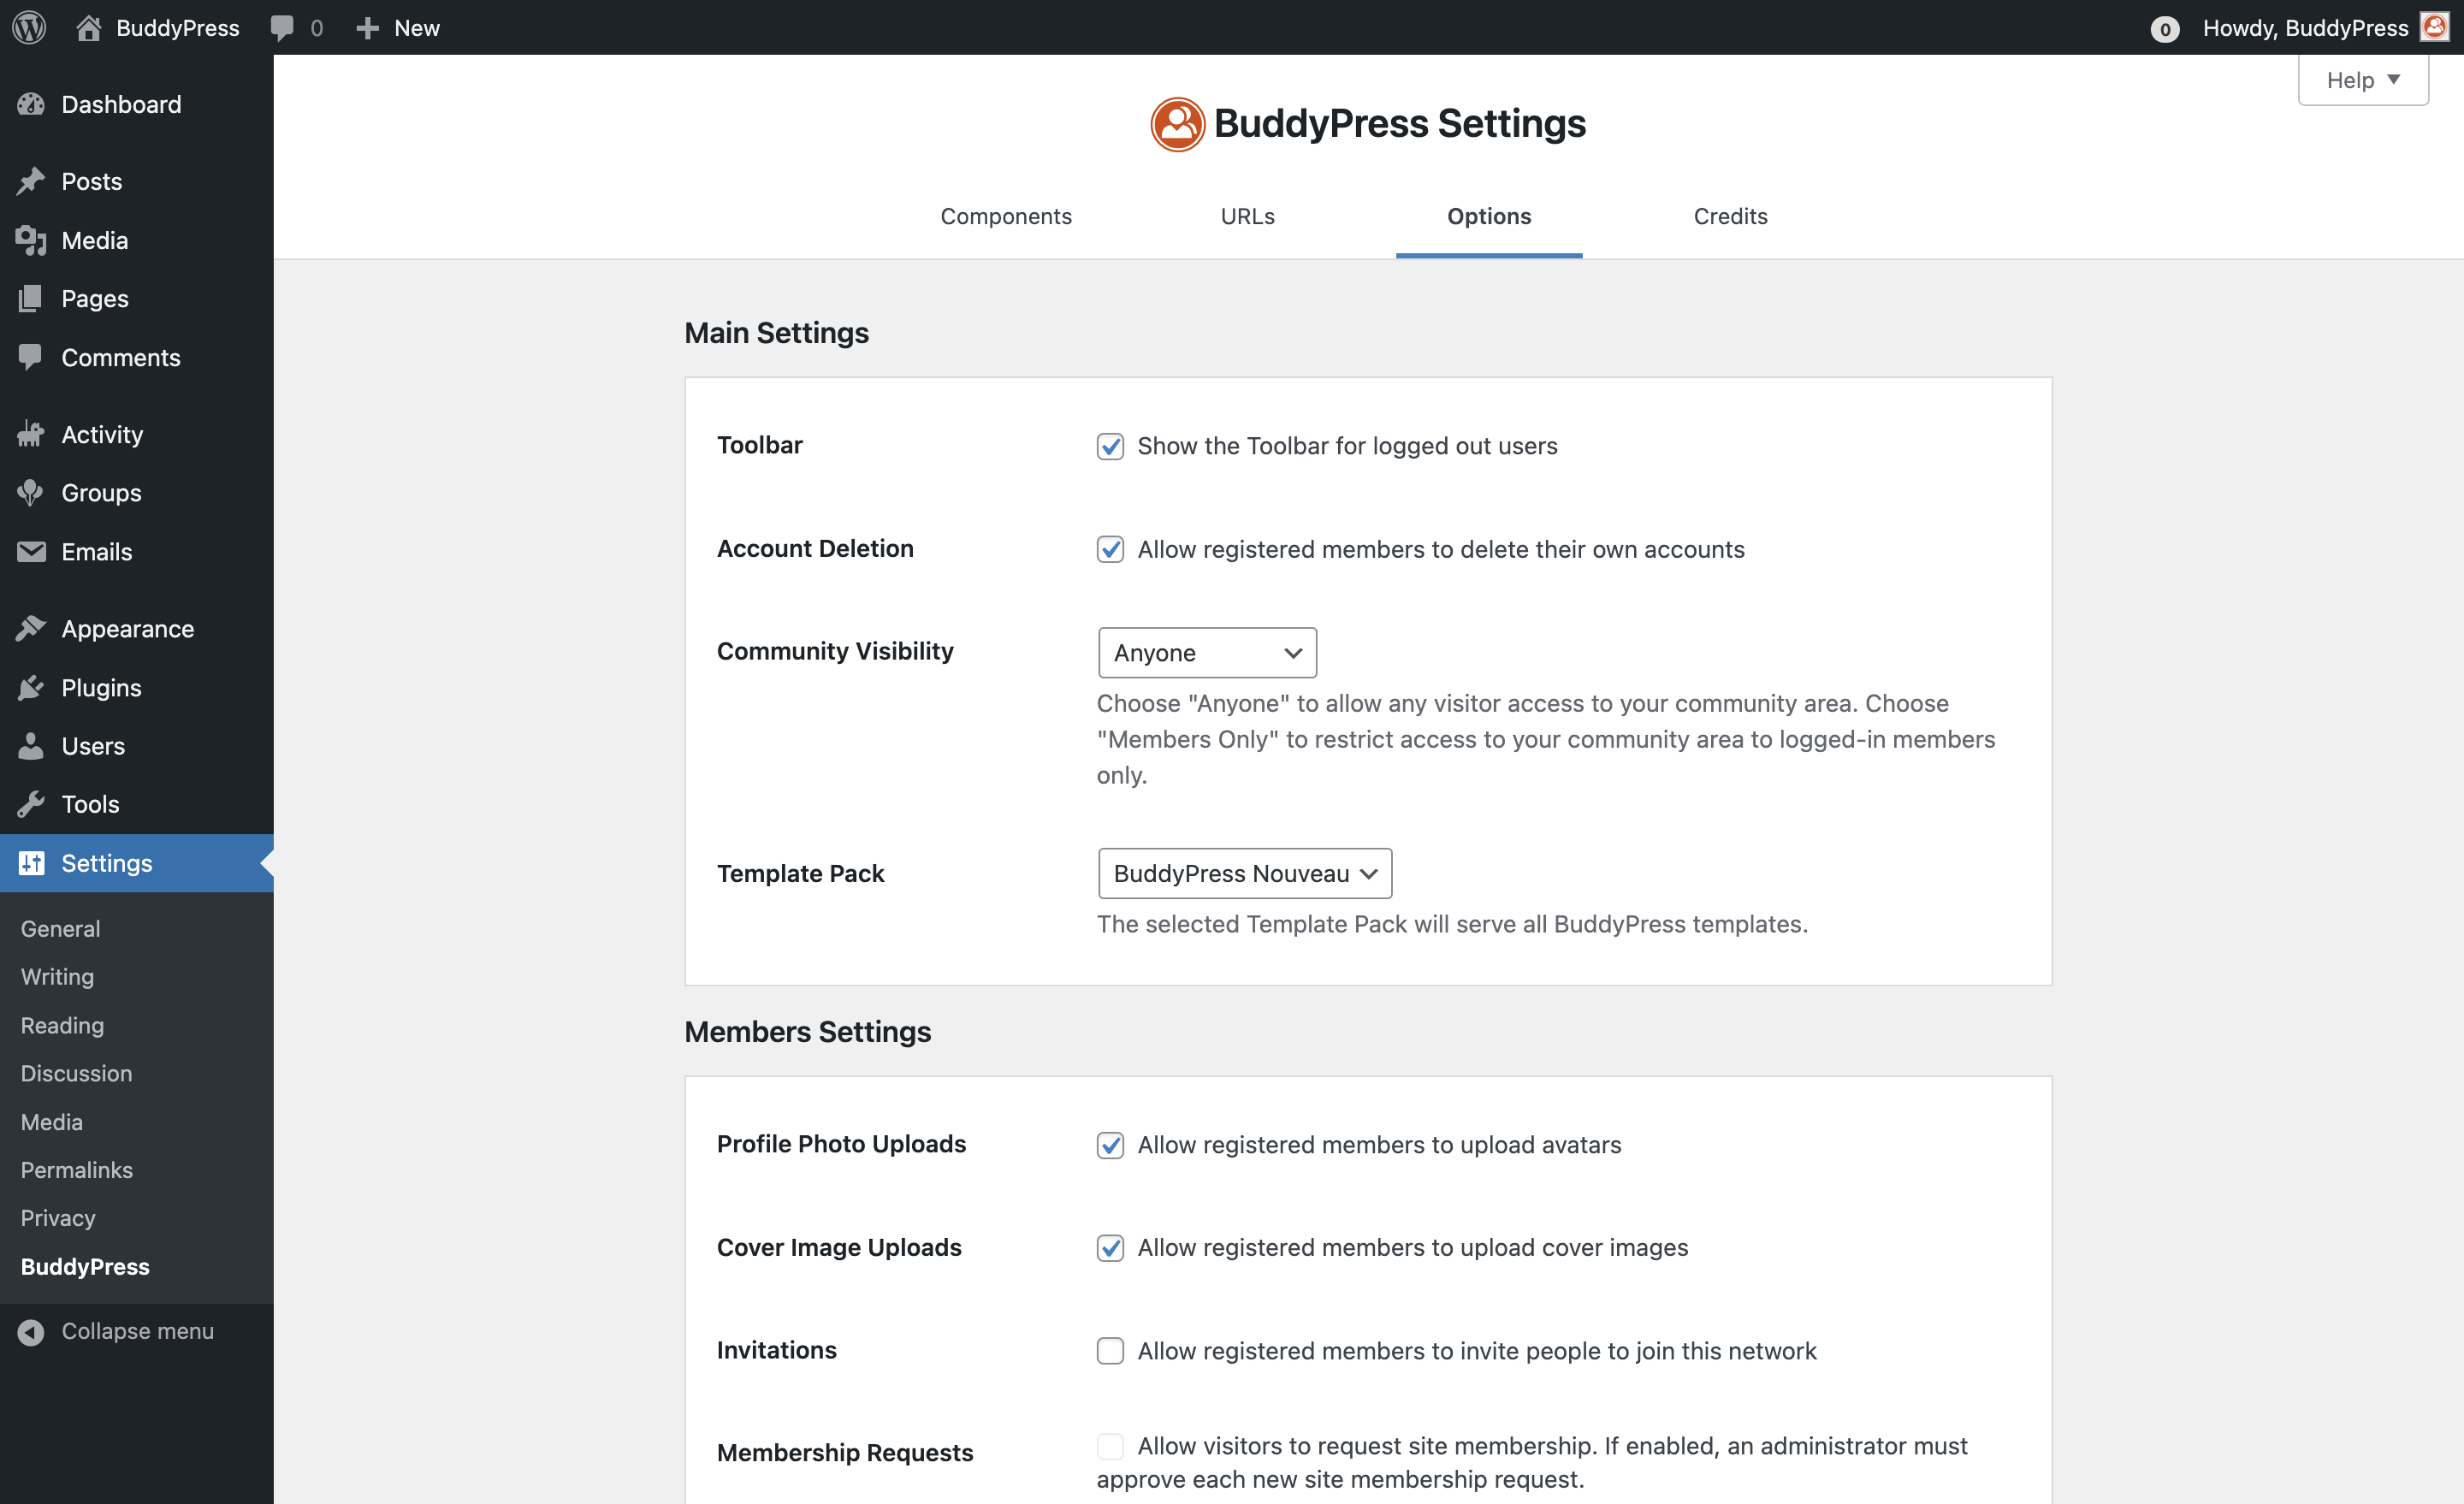 BuddyPress 0 New 0 Howdy, BuddyPress
Help
BuddyPress Settings
Components URLs Options Credits
Dashboard
Posts
Media
Pages
Comments
Activity
Groups
Emails
Appearance
Plugins
Users
Tools
Settings
General
Writing
Reading
Discussion
Media
Permalinks
Privacy
BuddyPress
Collapse menu
Main Settings
Toolbar Show the Toolbar for logged out users
Account Deletion Allow registered members to delete their own accounts
Community Visibility Anyone
Choose "Anyone" to allow any visitor access to your community area. Choose
"Members Only" to restrict access to your community area to logged-in members
only.
Template Pack BuddyPress Nouveau
The selected Template Pack will serve all BuddyPress templates.
Members Settings
Profile Photo Uploads Allow registered members to upload avatars
Cover Image Uploads Allow registered members to upload cover images
Invitations Allow registered members to invite people to join this network
Membership Requests Allow visitors to request site membership. If enabled, an administrator must
approve each new site membership request.